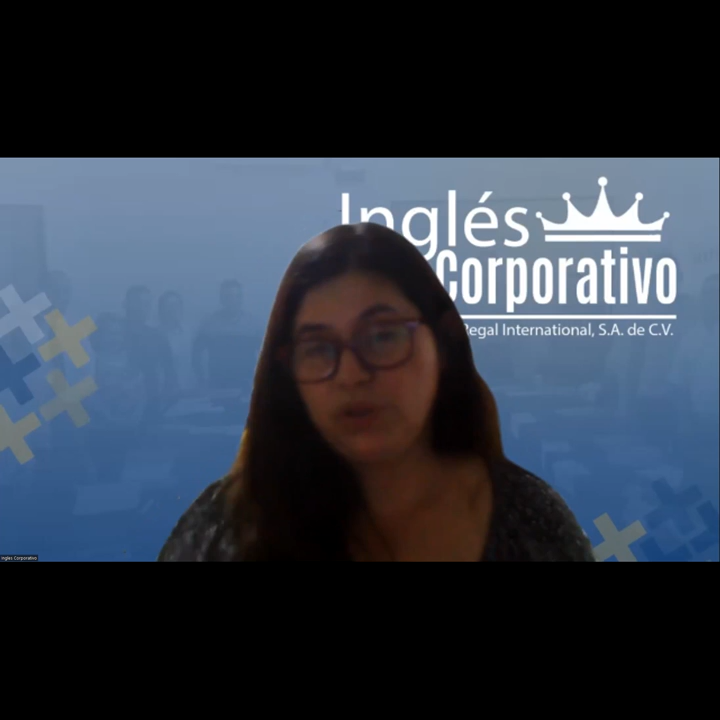 Inglés
Corporativo
Regal International, S.A. de C.V.
Inglés Corporativo